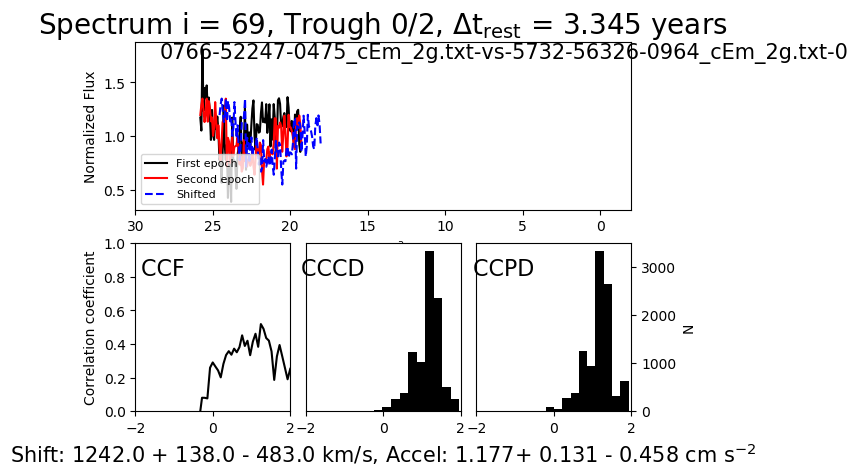 Spectrum i = 69, Trough 0/2, Δt_rest = 3.345 years
0766-52247-0475_cEm_2g.txt-vs-5732-56326-0964_cEm_2g.txt-0
Normalized Flux
1.5
1.0
0.5
First epoch
Second epoch
Shifted
30 25 20 15 10 5 0
Correlation coefficient
1.0
0.8
0.6
0.4
0.2
0.0
CCF
−2 0 2
CCCD
−2 0 2
CCPD
−2 0 2
3000
2000
1000
0
N
Shift: 1242.0 + 138.0 - 483.0 km/s, Accel: 1.177+ 0.131 - 0.458 cm s⁻²